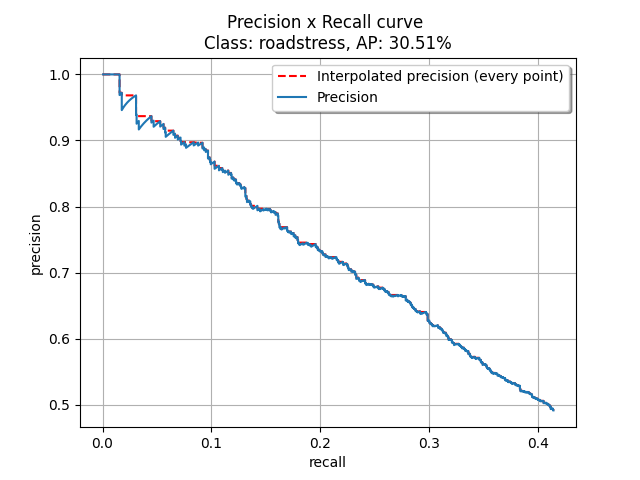 Precision x Recall curve
Class: roadstress, AP: 30.51%
Interpolated precision (every point)
Precision
1.0
0.9
0.8
0.7
0.6
0.5
precision
0.0 0.1 0.2 0.3 0.4
recall